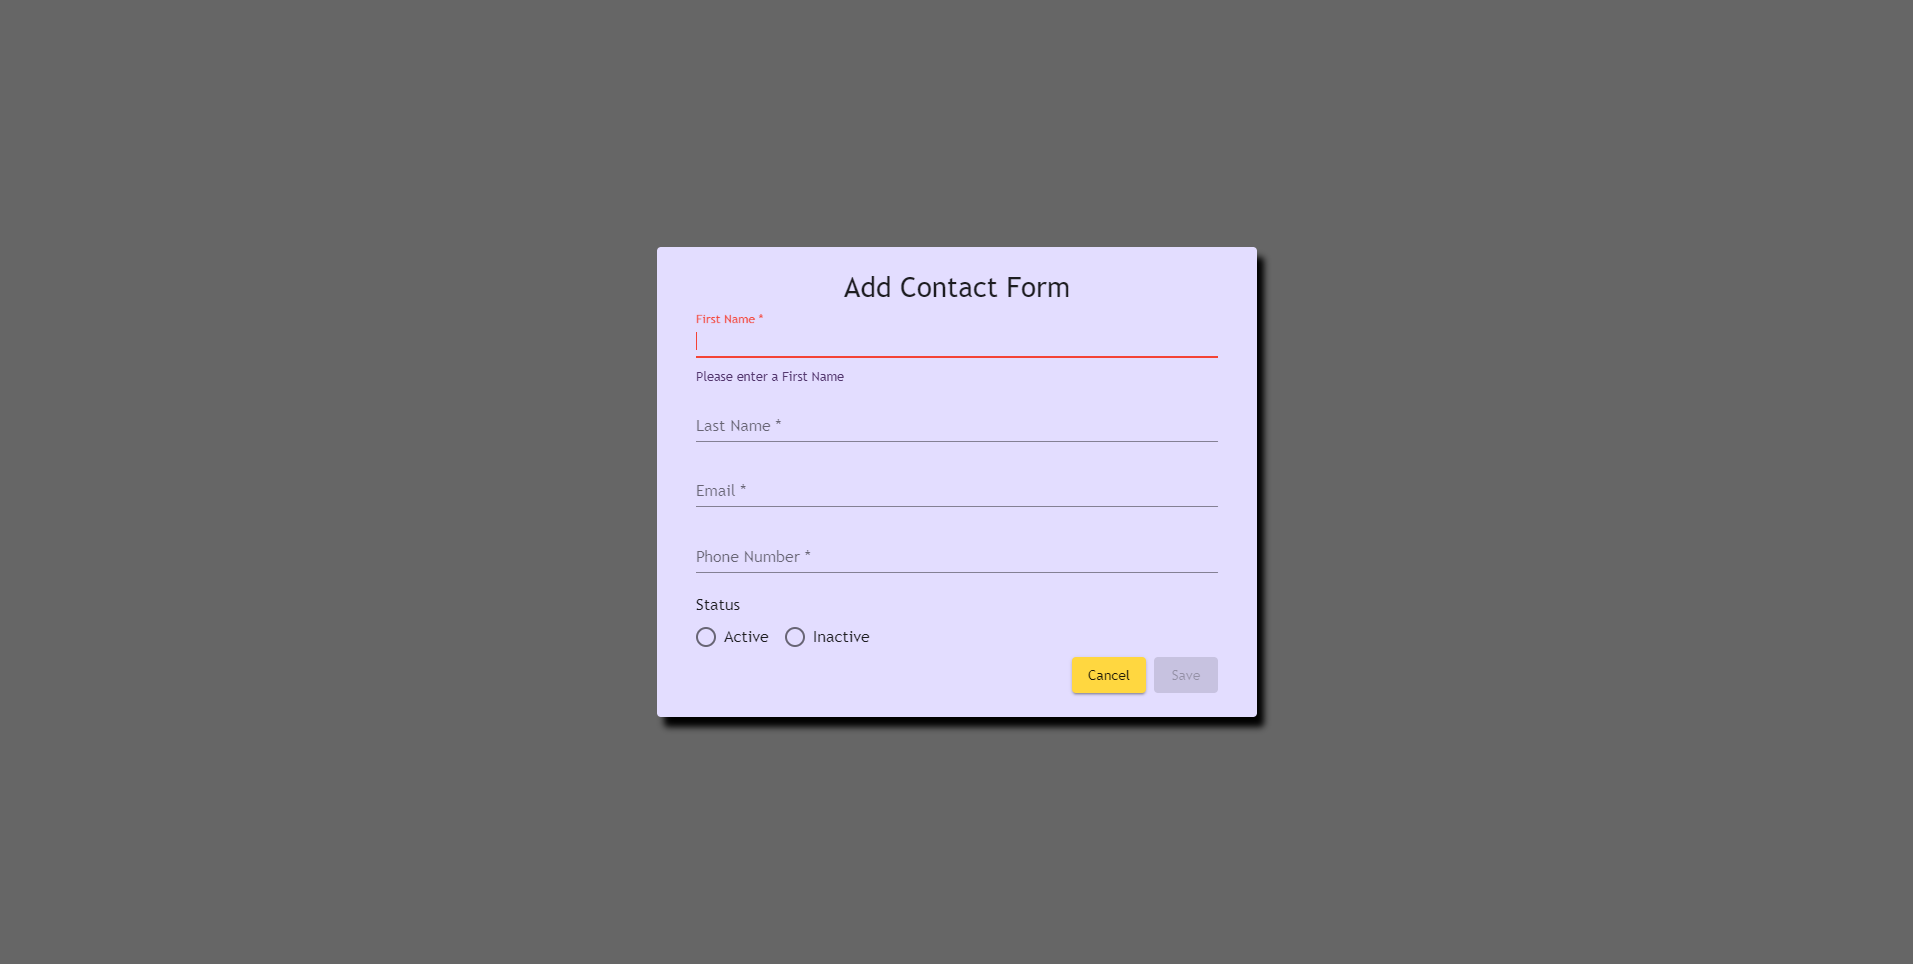 Add Contact Form
First Name *
Please enter a First Name
Last Name *
Email *
Phone Number *
Status
Active Inactive
Cancel Save